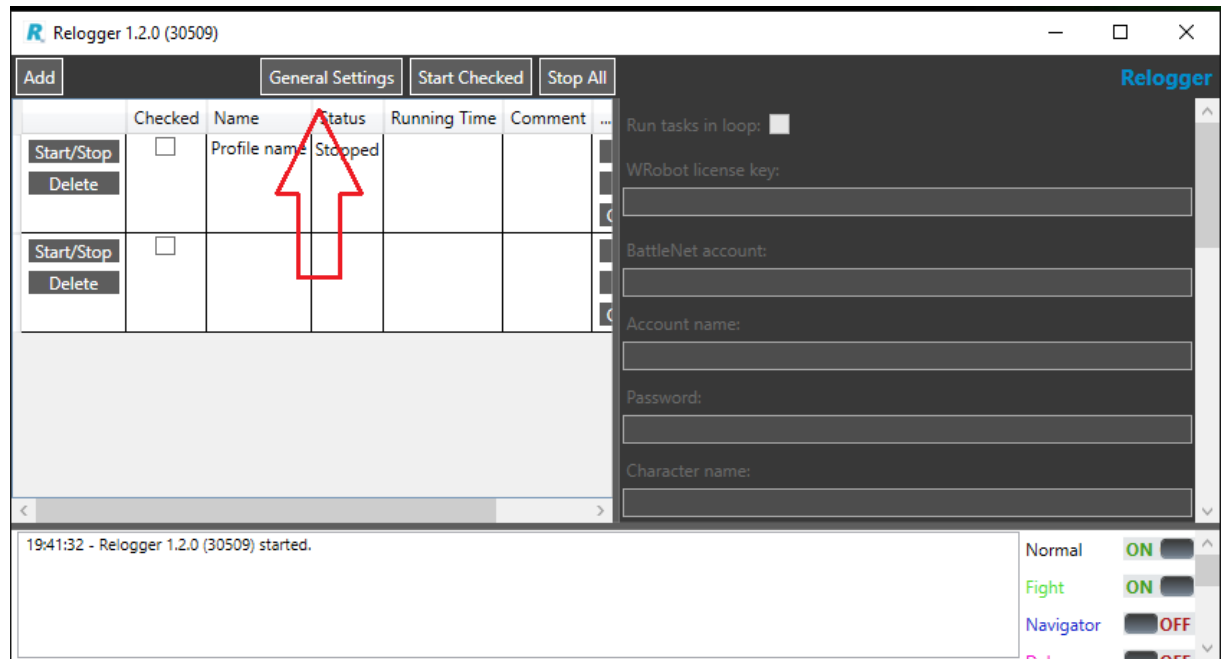 Relogger 1.2.0 (30509)
Add General Settings Start Checked Stop All Relogger
Checked Name Status Running Time Comment ...
Start/Stop Profile name Stopped
Delete
Start/Stop
Delete
Run tasks in loop:
WRobot license key:
BattleNet account:
Account name:
Password:
Character name:
19:41:32 - Relogger 1.2.0 (30509) started.
Normal ON
Fight ON
Navigator OFF